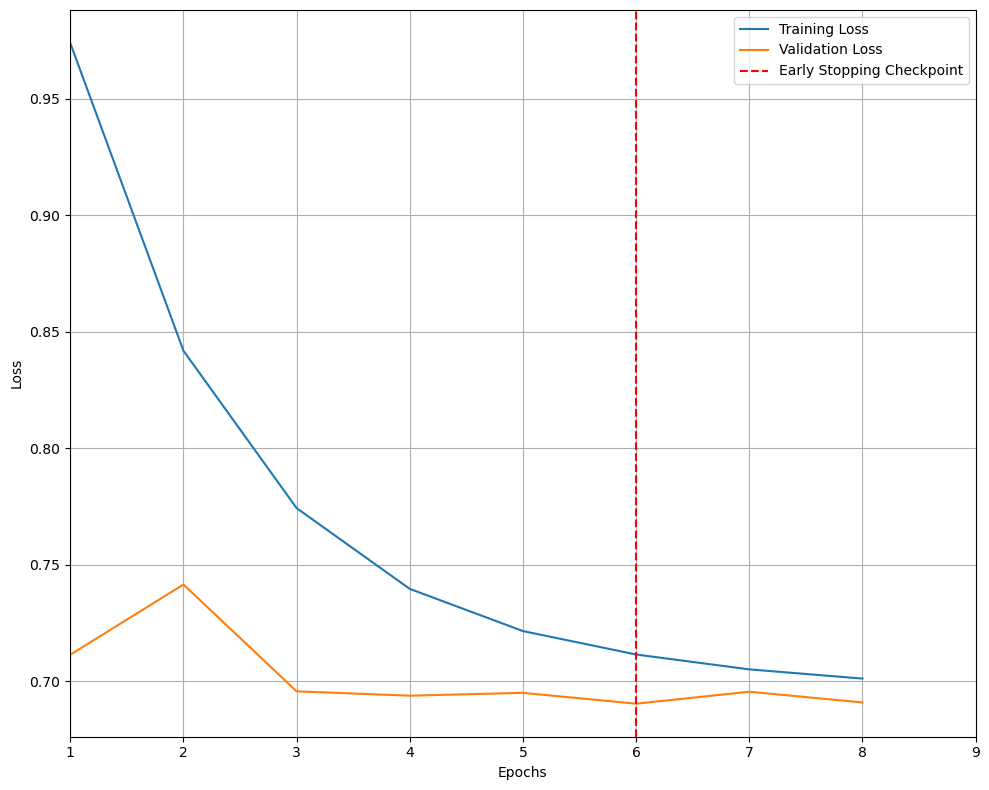 Training Loss
Validation Loss
Early Stopping Checkpoint
0.95
0.90
0.85
0.80
0.75
0.70
Loss
1 2 3 4 5 6 7 8 9
Epochs